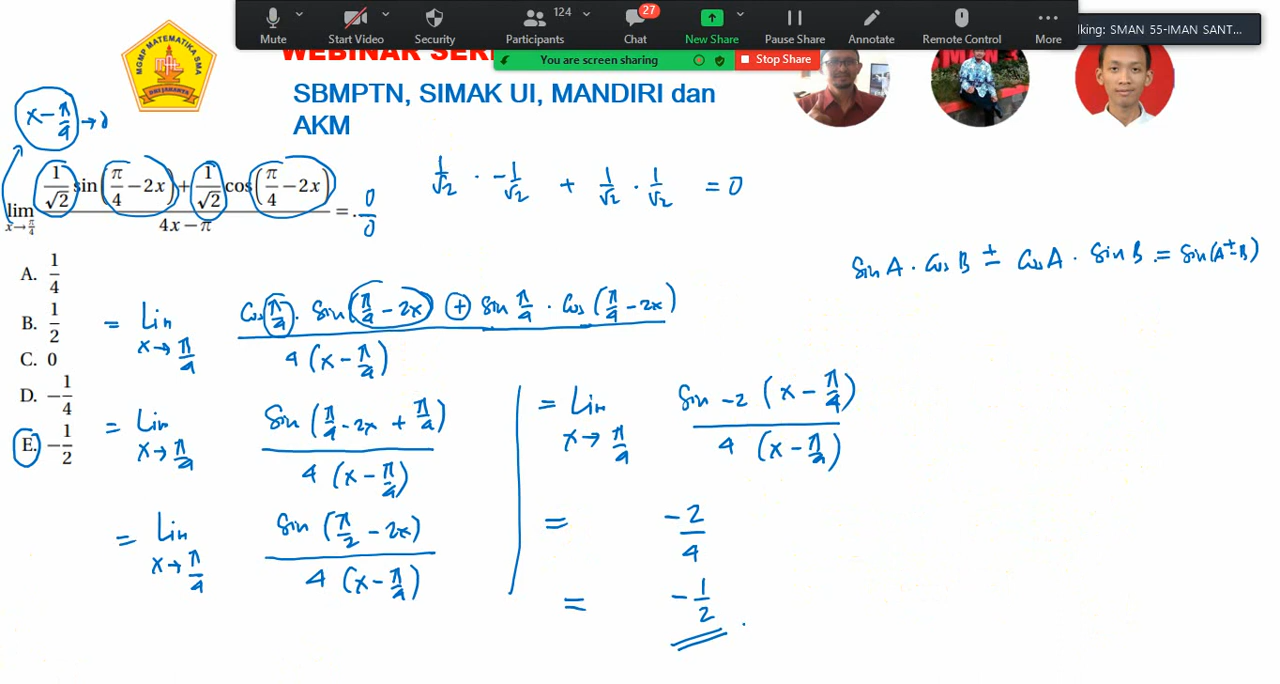 Mute
Start Video
Security
Participants
124
Chat
27
New Share
Pause Share
Annotate
Remote Control
More
lking: SMAN 55-IMAN SANT...
You are screen sharing
Stop Share
MGMP MATEMATIKA SMA
DKI JAKARTA
WEBINAR SERI
SBMPTN, SIMAK UI, MANDIRI dan
AKM
x - π/4 → 0
lim x→π/4 (1/√2 sin(π/4 − 2x) + 1/√2 cos(π/4 − 2x)) / (4x − π) = . 0/0
1/√2 · -1/√2 + 1/√2 · 1/√2 = 0
Sin A . Cos B ± Cos A . Sin B = Sin(A ± B)
A. 1/4
B. 1/2
C. 0
D. −1/4
E. −1/2
= Lim x→π/4 (Cos π/4 . Sin(π/4 − 2x) + Sin π/4 . Cos(π/4 − 2x)) / 4(x − π/4)
= Lim x→π/4 Sin(π/4 - 2x + π/4) / 4(x − π/4)
= Lim x→π/4 Sin(π/2 − 2x) / 4(x − π/4)
= Lim x→π/4 Sin −2(x − π/4) / 4(x − π/4)
= −2/4
= −1/2